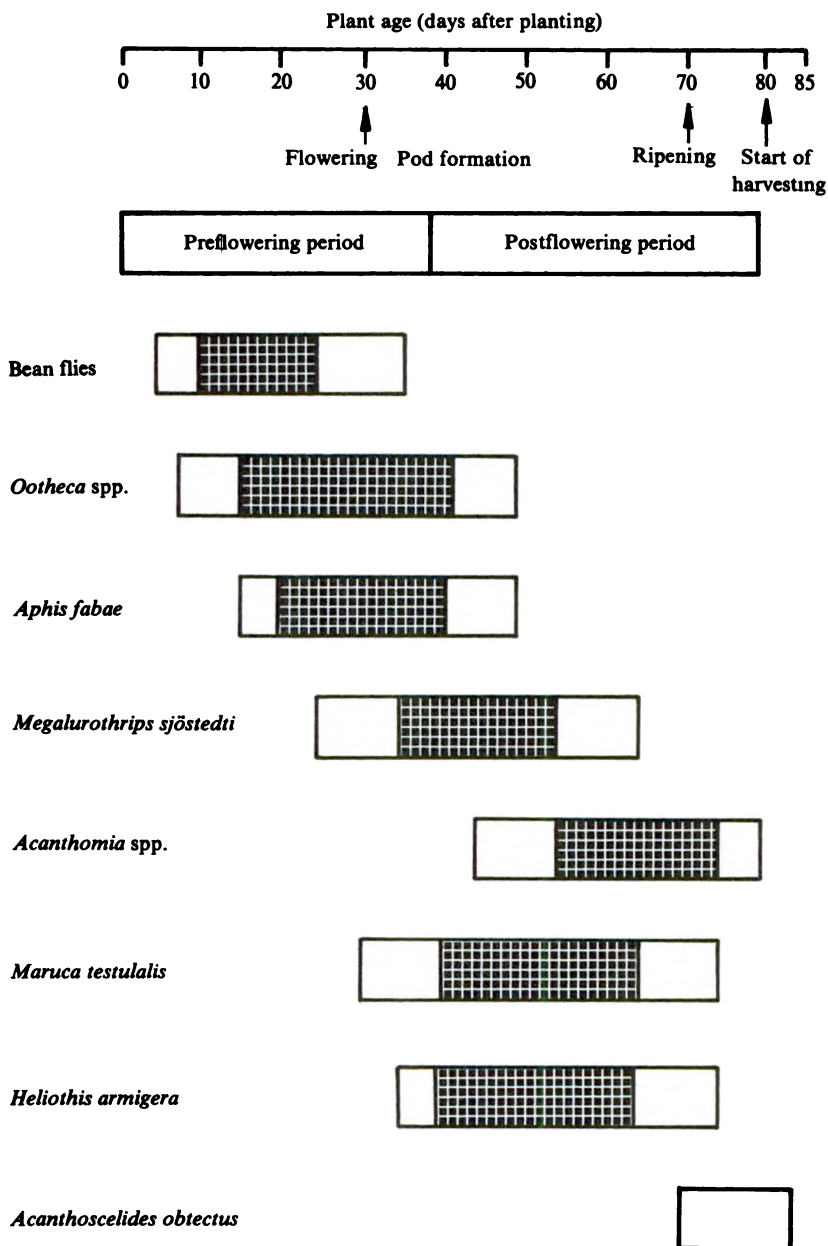 Plant age (days after planting)
0 10 20 30 40 50 60 70 80 85
Flowering Pod formation Ripening Start of
harvesting
Preflowering period Postflowering period
Bean flies
Ootheca spp.
Aphis fabae
Megalurothrips sjöstedti
Acanthomia spp.
Maruca testulalis
Heliothis armigera
Acanthoscelides obtectus